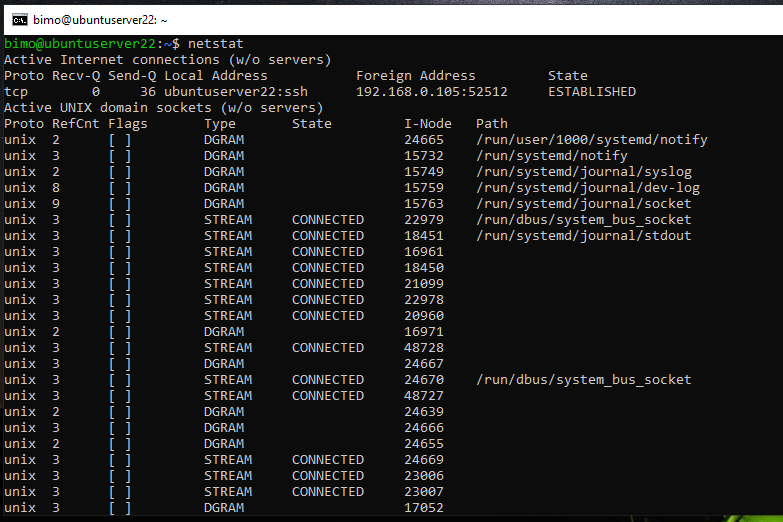 bimo@ubuntuserver22: ~
bimo@ubuntuserver22:~$ netstat
Active Internet connections (w/o servers)
Proto Recv-Q Send-Q Local Address           Foreign Address         State
tcp        0     36 ubuntuserver22:ssh      192.168.0.105:52512     ESTABLISHED
Active UNIX domain sockets (w/o servers)
Proto RefCnt Flags       Type       State         I-Node   Path
unix  2      [ ]         DGRAM                    24665    /run/user/1000/systemd/notify
unix  3      [ ]         DGRAM                    15732    /run/systemd/notify
unix  2      [ ]         DGRAM                    15749    /run/systemd/journal/syslog
unix  8      [ ]         DGRAM                    15759    /run/systemd/journal/dev-log
unix  9      [ ]         DGRAM                    15763    /run/systemd/journal/socket
unix  3      [ ]         STREAM     CONNECTED     22979    /run/dbus/system_bus_socket
unix  3      [ ]         STREAM     CONNECTED     18451    /run/systemd/journal/stdout
unix  3      [ ]         STREAM     CONNECTED     16961
unix  3      [ ]         STREAM     CONNECTED     18450
unix  3      [ ]         STREAM     CONNECTED     21099
unix  3      [ ]         STREAM     CONNECTED     22978
unix  3      [ ]         STREAM     CONNECTED     20960
unix  2      [ ]         DGRAM                    16971
unix  3      [ ]         STREAM     CONNECTED     48728
unix  3      [ ]         DGRAM                    24667
unix  3      [ ]         STREAM     CONNECTED     24670    /run/dbus/system_bus_socket
unix  3      [ ]         STREAM     CONNECTED     48727
unix  2      [ ]         DGRAM                    24639
unix  3      [ ]         DGRAM                    24666
unix  2      [ ]         DGRAM                    24655
unix  3      [ ]         STREAM     CONNECTED     24669
unix  3      [ ]         STREAM     CONNECTED     23006
unix  3      [ ]         STREAM     CONNECTED     23007
unix  3      [ ]         DGRAM                    17052